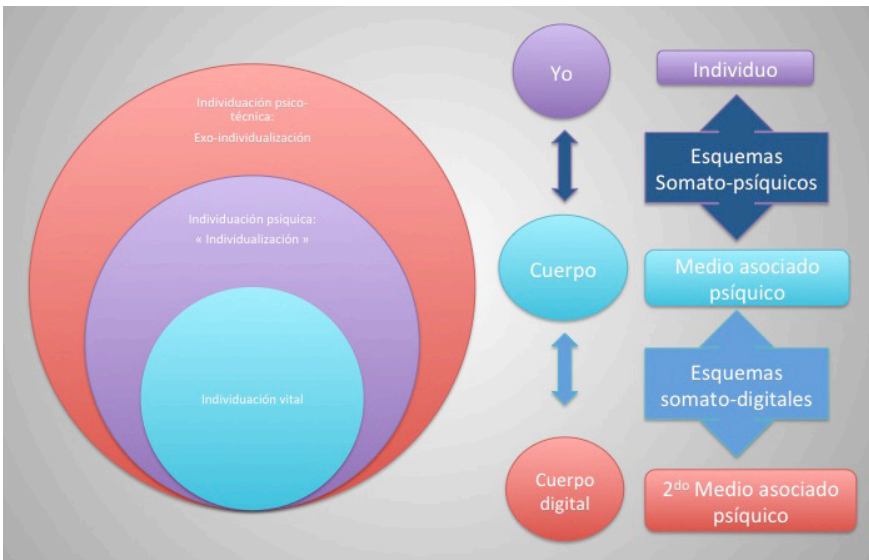 Individuación psico-
técnica:
Exo-individualización
Individuación psíquica:
« Individualización »
Individuación vital
Yo
Cuerpo
Cuerpo
digital
Individuo
Esquemas
Somato-psíquicos
Medio asociado
psíquico
Esquemas
somato-digitales
2do Medio asociado
psíquico